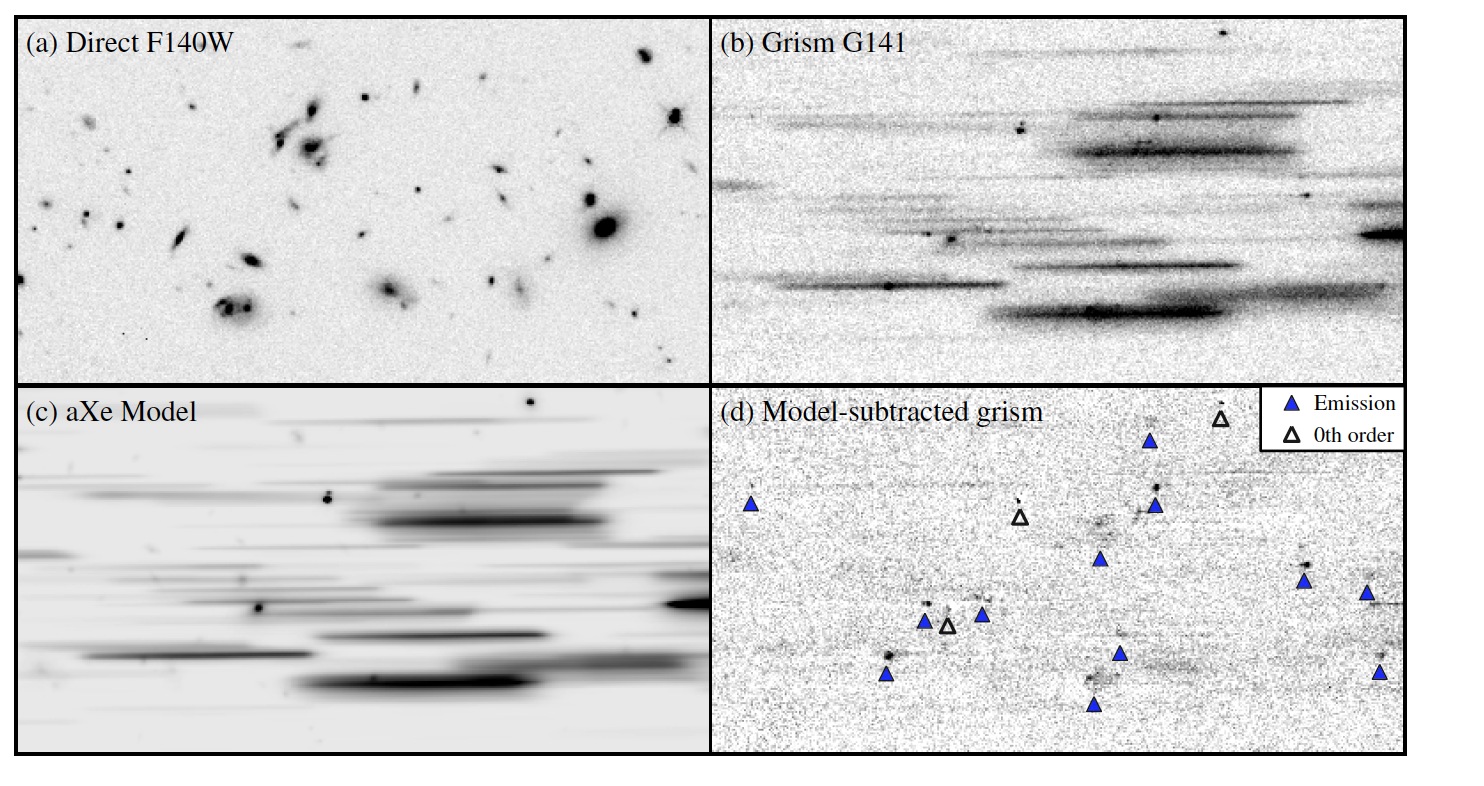 (a) Direct F140W
(b) Grism G141
(c) aXe Model
(d) Model-subtracted grism
Emission
0th order